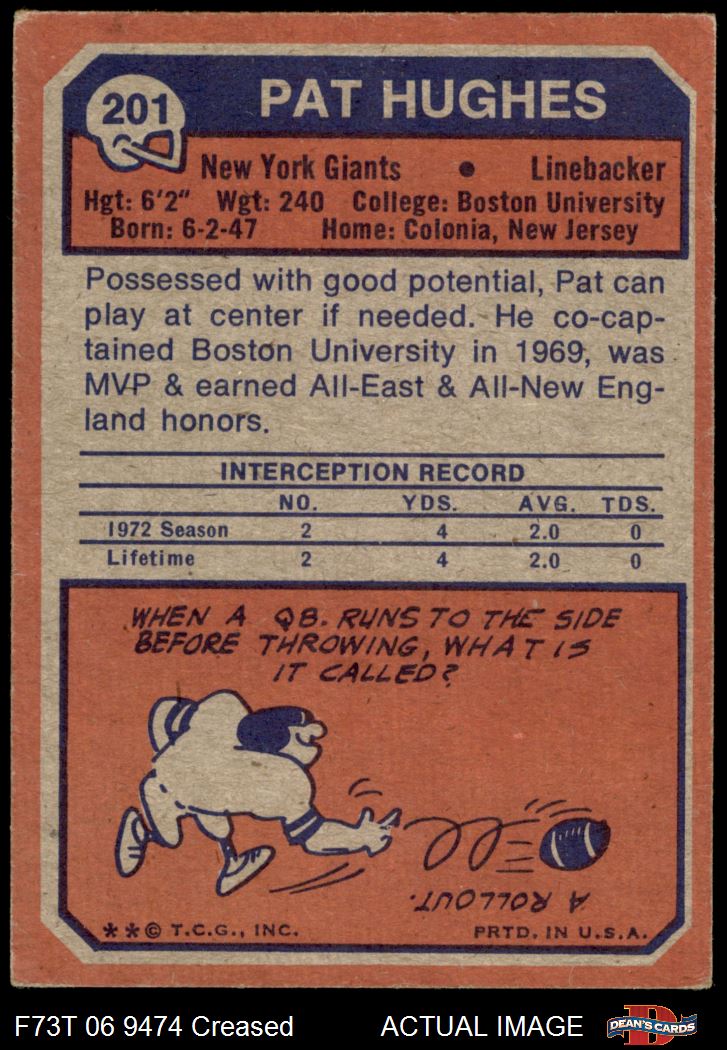 201
PAT HUGHES
New York Giants • Linebacker
Hgt: 6'2" Wgt: 240 College: Boston University
Born: 6-2-47 Home: Colonia, New Jersey
Possessed with good potential, Pat can
play at center if needed. He co-cap-
tained Boston University in 1969, was
MVP & earned All-East & All-New Eng-
land honors.
INTERCEPTION RECORD
NO. YDS. AVG. TDS.
1972 Season 2 4 2.0 0
Lifetime 2 4 2.0 0
WHEN A QB. RUNS TO THE SIDE
BEFORE THROWING, WHAT IS
IT CALLED?
A ROLLOUT.
**© T.C.G., INC. PRTD. IN U.S.A.
F73T 06 9474 Creased ACTUAL IMAGE
D
DEAN'S CARDS